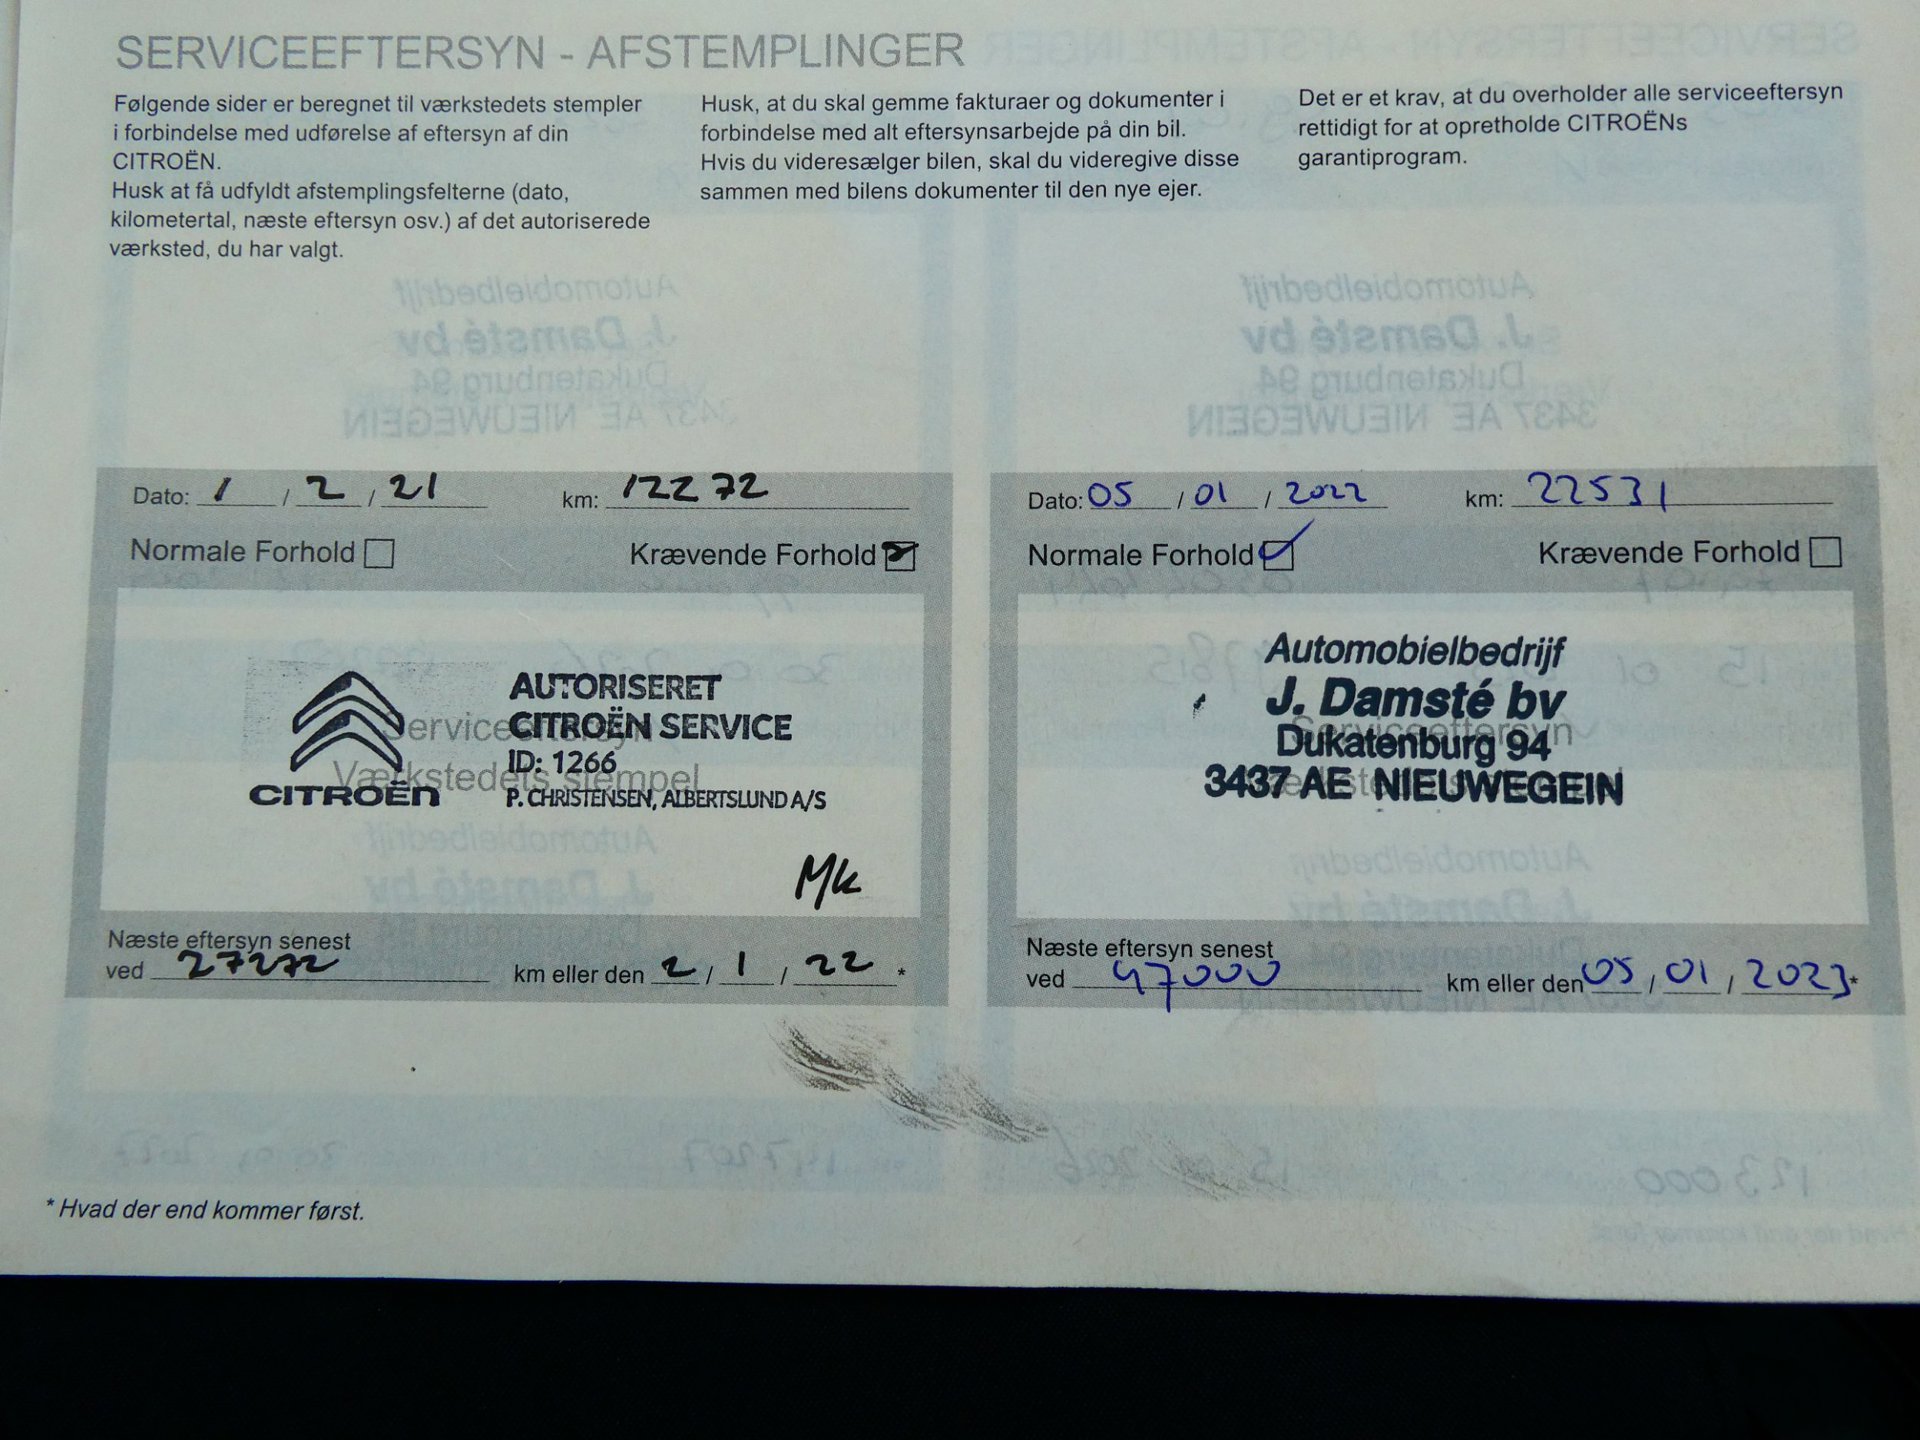 SERVICEEFTERSYN - AFSTEMPLINGER
Følgende sider er beregnet til værkstedets stempler
i forbindelse med udførelse af eftersyn af din
CITROËN.
Husk at få udfyldt afstemplingsfelterne (dato,
kilometertal, næste eftersyn osv.) af det autoriserede
værksted, du har valgt.
Husk, at du skal gemme fakturaer og dokumenter i
forbindelse med alt eftersynsarbejde på din bil.
Hvis du videresælger bilen, skal du videregive disse
sammen med bilens dokumenter til den nye ejer.
Det er et krav, at du overholder alle serviceeftersyn
rettidigt for at opretholde CITROËNs
garantiprogram.
Dato: 1 / 2 / 21 km: 12272
Normale Forhold Krævende Forhold
Serviceeftersyn
Værkstedets stempel
CITROËN
AUTORISERET
CITROËN SERVICE
ID: 1266
P. CHRISTENSEN, ALBERTSLUND A/S
MK
Næste eftersyn senest
ved 27272 km eller den 2 / 1 / 22 *
Dato: 05 / 01 / 2022 km: 22531
Normale Forhold Krævende Forhold
Serviceeftersyn
Automobielbedrijf
J. Damsté bv
Dukatenburg 94
3437 AE NIEUWEGEIN
Næste eftersyn senest
ved 47000 km eller den 05 / 01 / 2023 *
* Hvad der end kommer først.